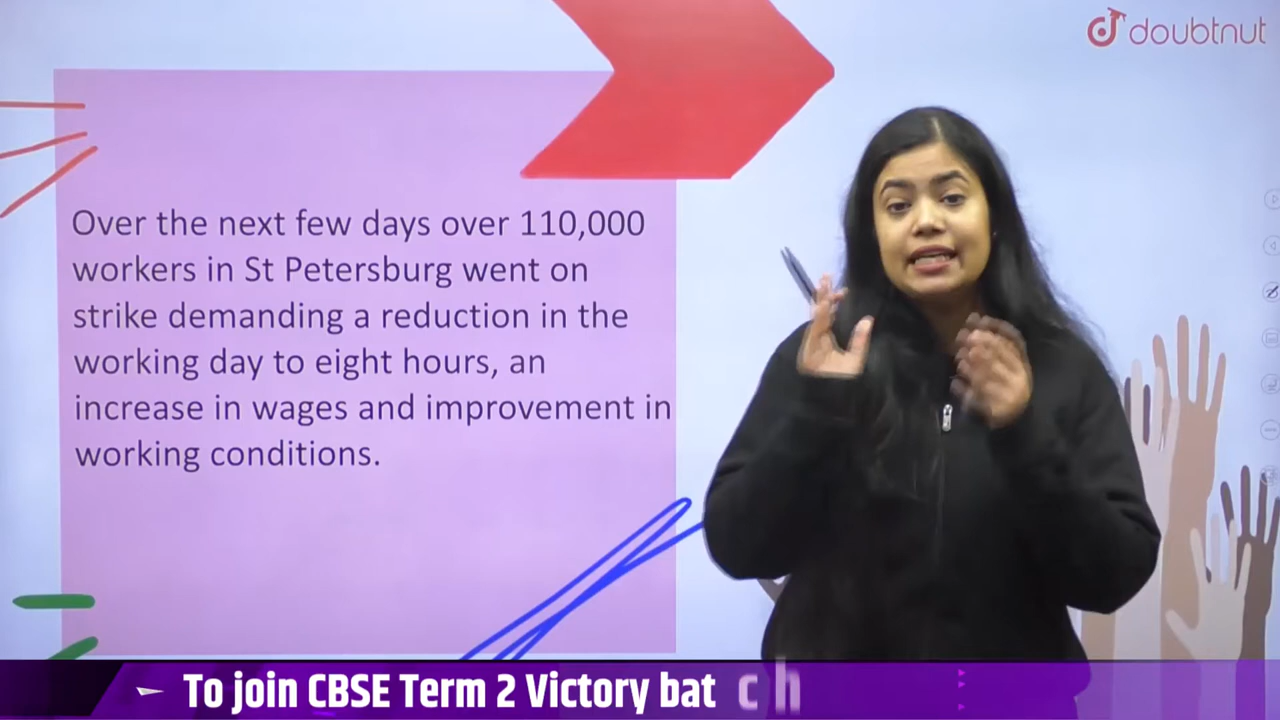 doubtnut
Over the next few days over 110,000
workers in St Petersburg went on
strike demanding a reduction in the
working day to eight hours, an
increase in wages and improvement in
working conditions.
To join CBSE Term 2 Victory bat c h